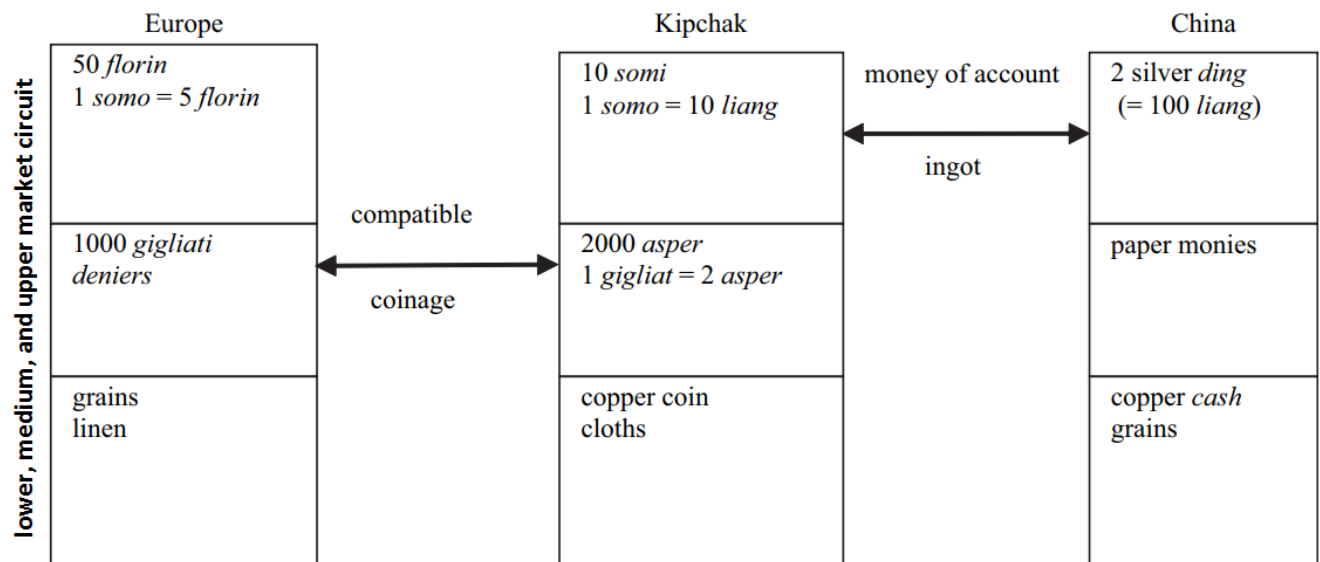 Europe
Kipchak
China
lower, medium, and upper market circuit
50 florin
1 somo = 5 florin
10 somi
1 somo = 10 liang
money of account
ingot
2 silver ding
(= 100 liang)
1000 gigliati
deniers
compatible
coinage
2000 asper
1 gigliat = 2 asper
paper monies
grains
linen
copper coin
cloths
copper cash
grains